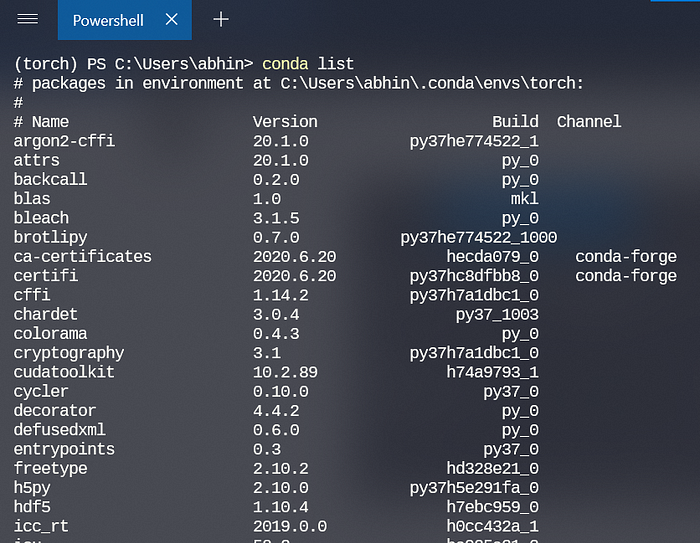 Powershell
(torch) PS C:\Users\abhin> conda list
# packages in environment at C:\Users\abhin\.conda\envs\torch:
#
# Name Version Build Channel
argon2-cffi 20.1.0 py37he774522_1
attrs 20.1.0 py_0
backcall 0.2.0 py_0
blas 1.0 mkl
bleach 3.1.5 py_0
brotlipy 0.7.0 py37he774522_1000
ca-certificates 2020.6.20 hecda079_0 conda-forge
certifi 2020.6.20 py37hc8dfbb8_0 conda-forge
cffi 1.14.2 py37h7a1dbc1_0
chardet 3.0.4 py37_1003
colorama 0.4.3 py_0
cryptography 3.1 py37h7a1dbc1_0
cudatoolkit 10.2.89 h74a9793_1
cycler 0.10.0 py37_0
decorator 4.4.2 py_0
defusedxml 0.6.0 py_0
entrypoints 0.3 py37_0
freetype 2.10.2 hd328e21_0
h5py 2.10.0 py37h5e291fa_0
hdf5 1.10.4 h7ebc959_0
icc_rt 2019.0.0 h0cc432a_1